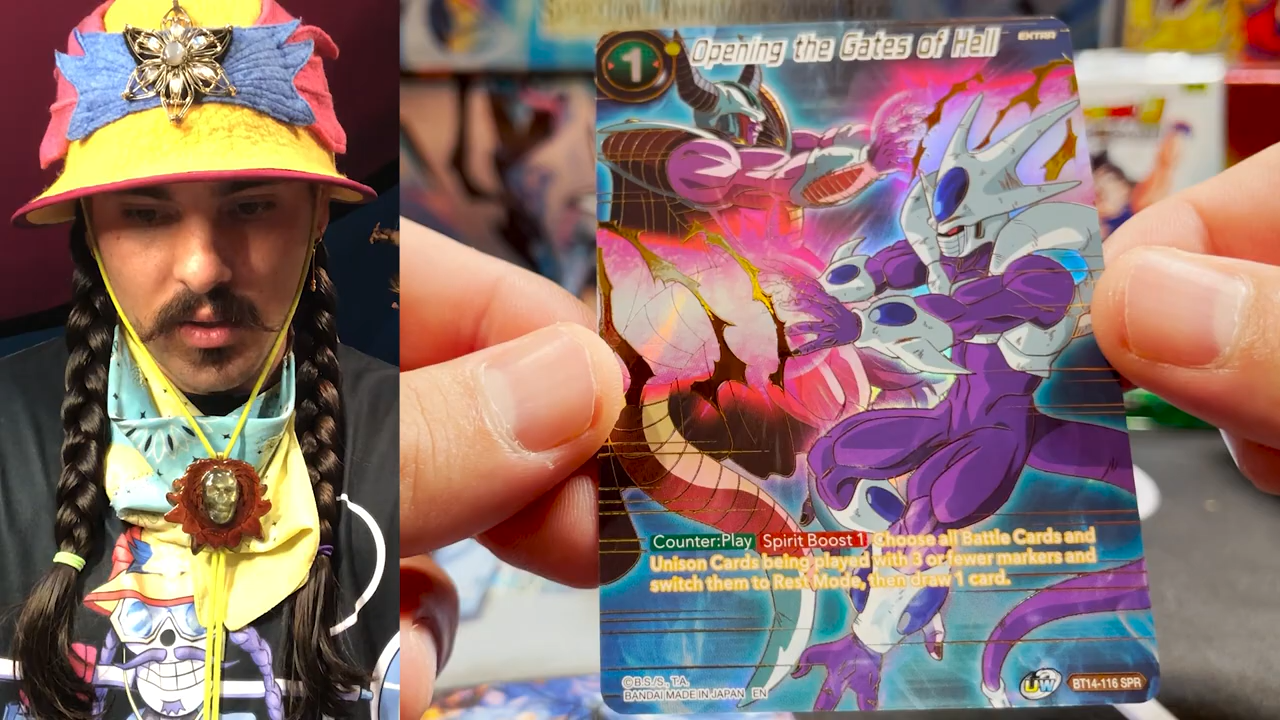 1
Opening the Gates of Hell
EXTRA
Counter:Play Spirit Boost 1 Choose all Battle Cards and
Unison Cards being played with 3 or fewer markers and
switch them to Rest Mode, then draw 1 card.
©B.S./S., T.A.
BANDAI MADE IN JAPAN EN
UW
BT14-116 SPR